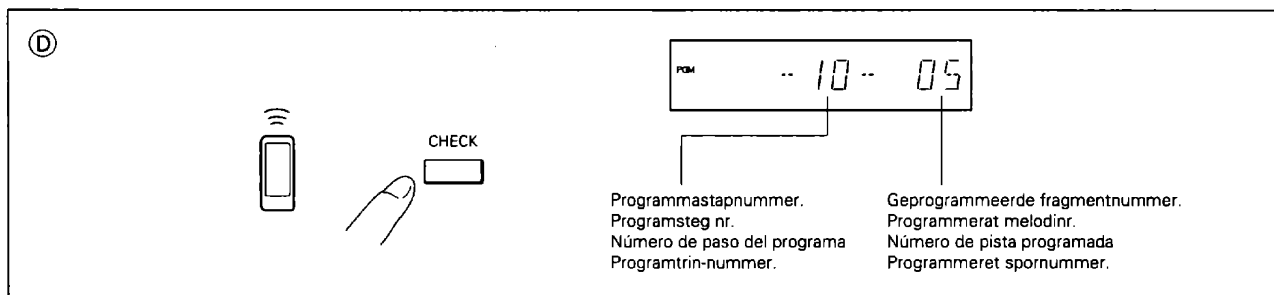 D
PGM -- 10 -- 05
CHECK
Programmastapnummer.
Programsteg nr.
Número de paso del programa
Programtrin-nummer.
Geprogrammeerde fragmentnummer.
Programmerat melodinr.
Número de pista programada
Programmeret spornummer.